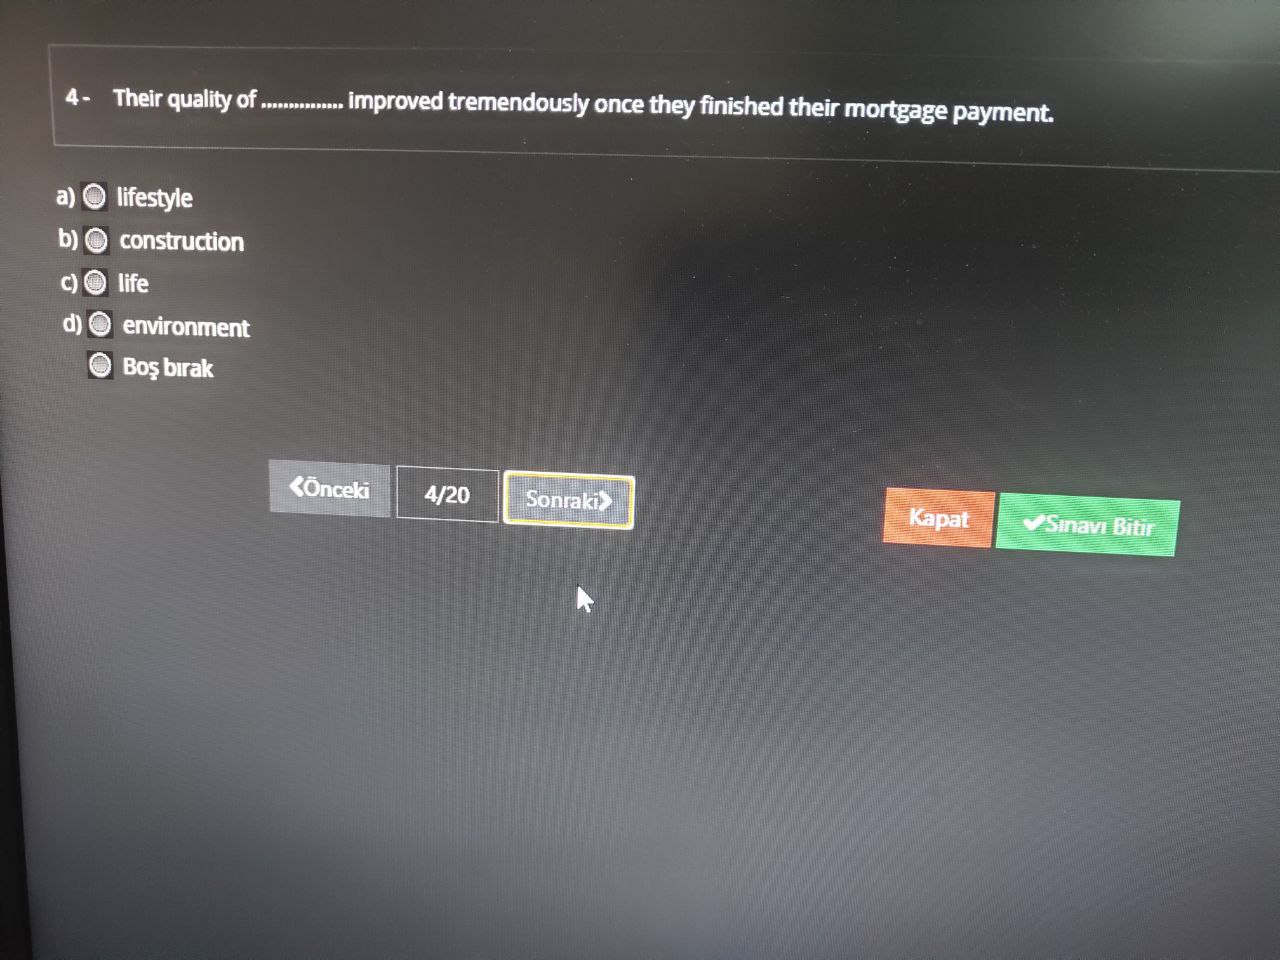 4 - Their quality of ............... improved tremendously once they finished their mortgage payment.
a) lifestyle
b) construction
c) life
d) environment
Boş bırak
Önceki 4/20 Sonraki Kapat Sınavı Bitir